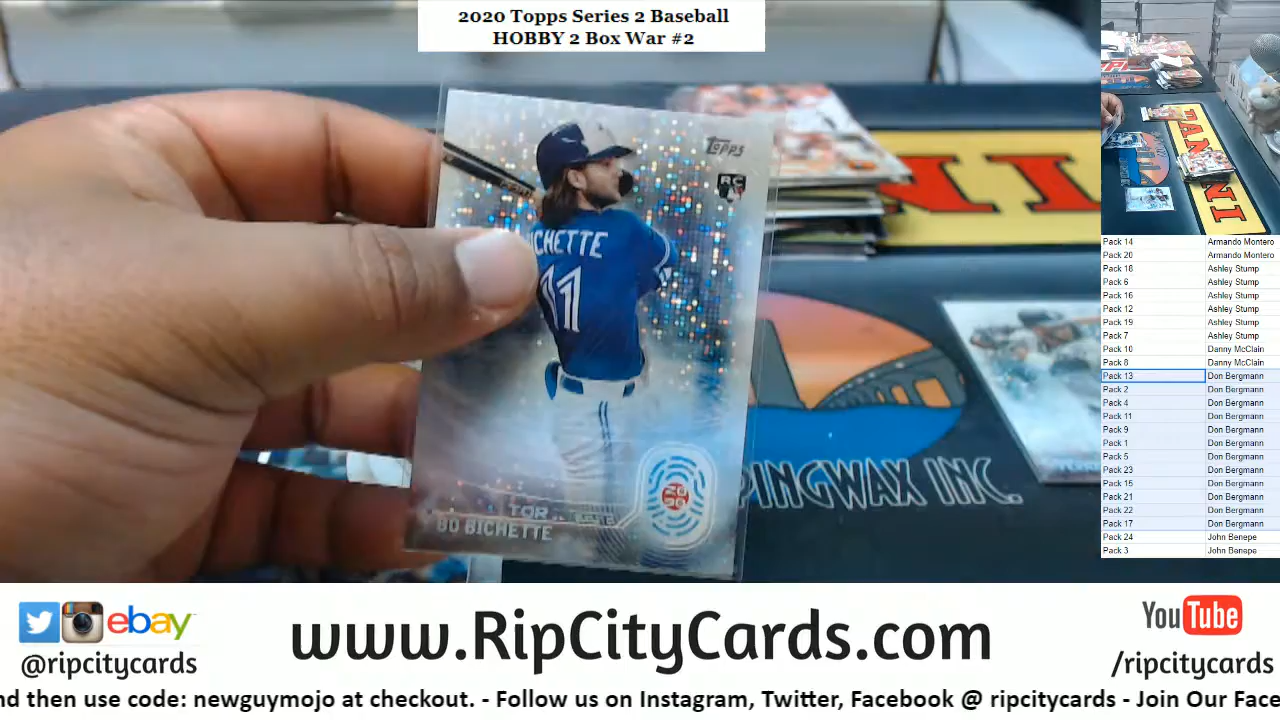 2020 Topps Series 2 Baseball
HOBBY 2 Box War #2
TOPPS
RC
BICHETTE
11
TOR
BO BICHETTE
PINGWAX INC.
PANINI
Pack 14 Armando Montero
Pack 20 Armando Montero
Pack 18 Ashley Stump
Pack 6 Ashley Stump
Pack 16 Ashley Stump
Pack 12 Ashley Stump
Pack 19 Ashley Stump
Pack 7 Ashley Stump
Pack 10 Danny McClain
Pack 8 Danny McClain
Pack 13 Don Bergmann
Pack 2 Don Bergmann
Pack 4 Don Bergmann
Pack 11 Don Bergmann
Pack 9 Don Bergmann
Pack 1 Don Bergmann
Pack 5 Don Bergmann
Pack 23 Don Bergmann
Pack 15 Don Bergmann
Pack 21 Don Bergmann
Pack 22 Don Bergmann
Pack 17 Don Bergmann
Pack 24 John Benepe
Pack 3 John Benepe
ebay
@ripcitycards
www.RipCityCards.com
YouTube
/ripcitycards
nd then use code: newguymojo at checkout. - Follow us on Instagram, Twitter, Facebook @ ripcitycards - Join Our Face